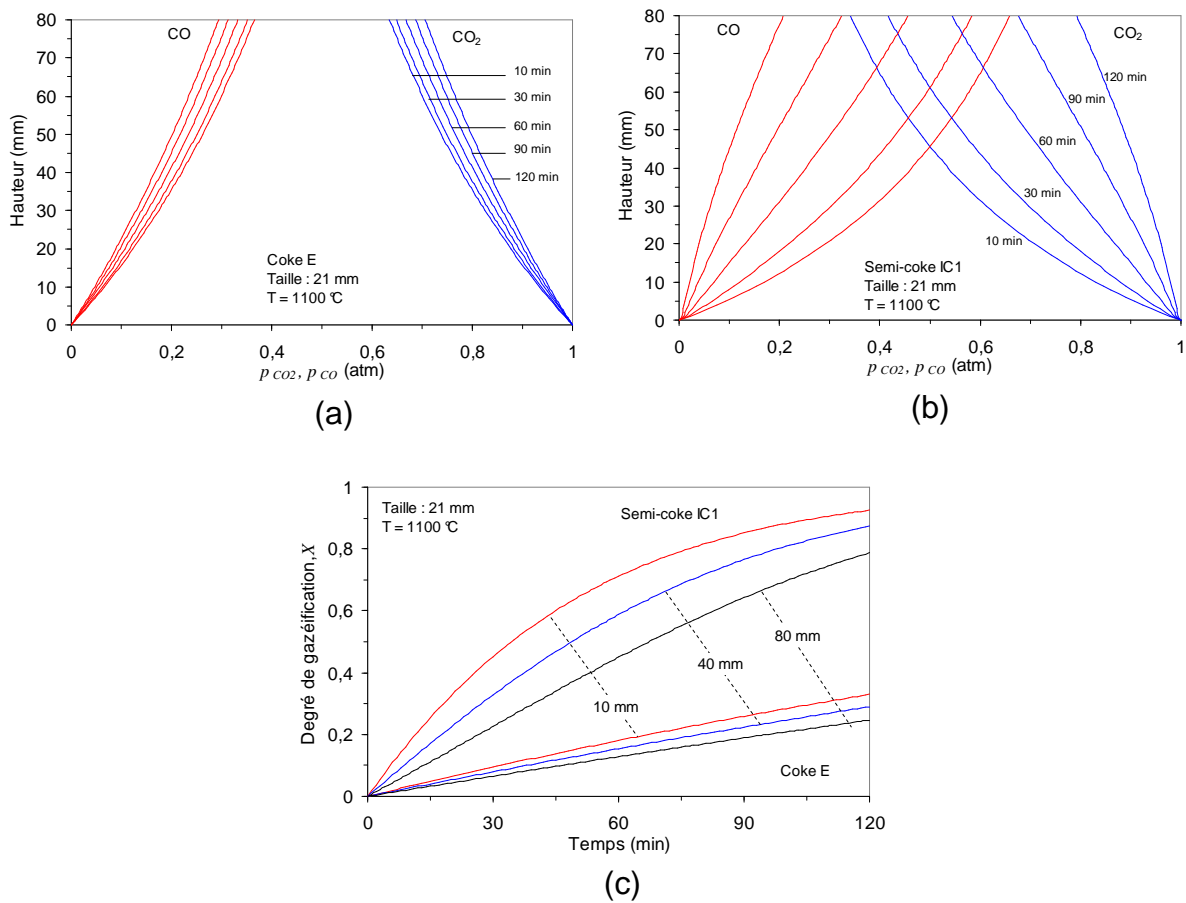 80
70
60
50
40
30
20
10
0
Hauteur (mm)
CO
CO2
10 min
30 min
60 min
90 min
120 min
Coke E
Taille : 21 mm
T = 1100 °C
0
0,2
0,4
0,6
0,8
1
p CO2, p CO (atm)
(a)
80
70
60
50
40
30
20
10
0
Hauteur (mm)
CO
CO2
120 min
90 min
60 min
30 min
10 min
Semi-coke IC1
Taille : 21 mm
T = 1100 °C
0
0,2
0,4
0,6
0,8
1
p CO2, p CO (atm)
(b)
1
0,8
0,6
0,4
0,2
0
Degré de gazéification, X
Taille : 21 mm
T = 1100 °C
Semi-coke IC1
80 mm
40 mm
10 mm
Coke E
0
30
60
90
120
Temps (min)
(c)